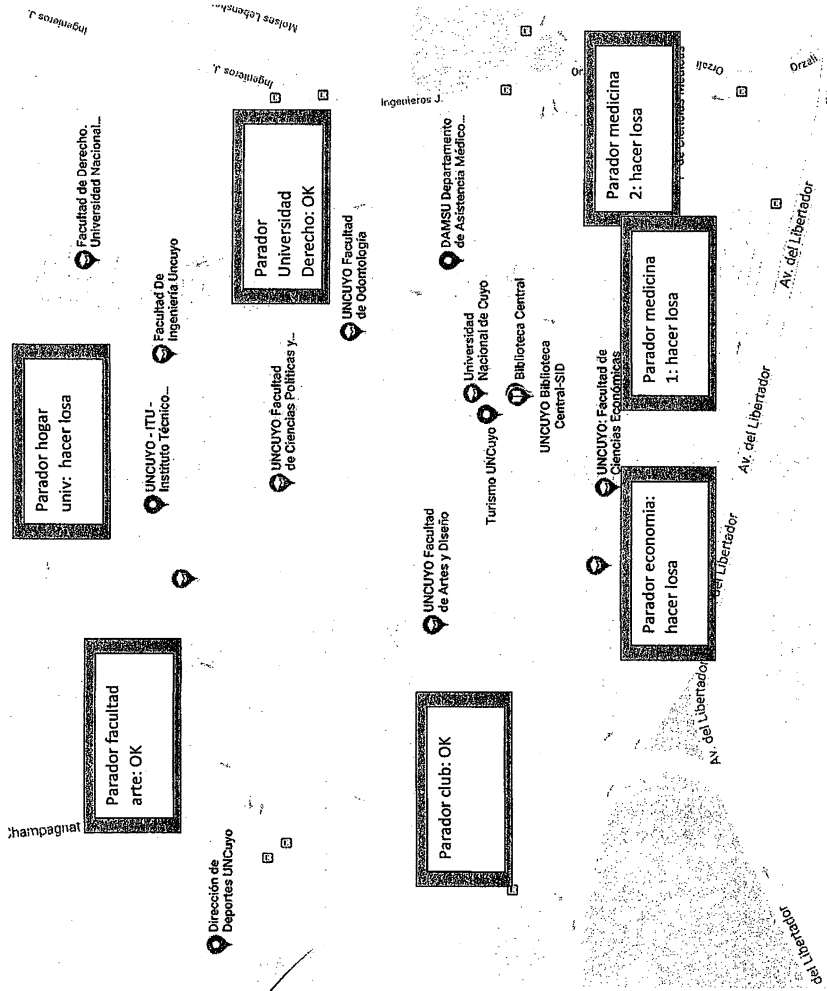 Champagnat
Parador facultad
arte: OK
Parador hogar
univ: hacer losa
Facultad de Derecho.
Universidad Nacional...
Ingenieros J.
Moises Lebensh...
Dirección de
Deportes UNCuyo
UNCUYO - ITU -
Instituto Técnico...
Facultad De
Ingeniería Uncuyo
Ingenieros J.
UNCUYO Facultad
de Ciencias Políticas y...
Parador
Universidad
Derecho: OK
UNCUYO Facultad
de Odontología
Ingenieros J.
Parador club: OK
UNCUYO Facultad
de Artes y Diseño
Turismo UNCuyo
Universidad
Nacional de Cuyo
Biblioteca Central
UNCUYO Biblioteca
Central-SID
DAMSU Departamento
de Asistencia Médico...
UNCUYO: Facultad de
Ciencias Económicas
Parador economia:
hacer losa
Parador medicina
1: hacer losa
Parador medicina
2: hacer losa
Orzali
Orzali
Av. del Libertador
del Libertador
Av. del Libertador
Av. del Libertador
del Libertador